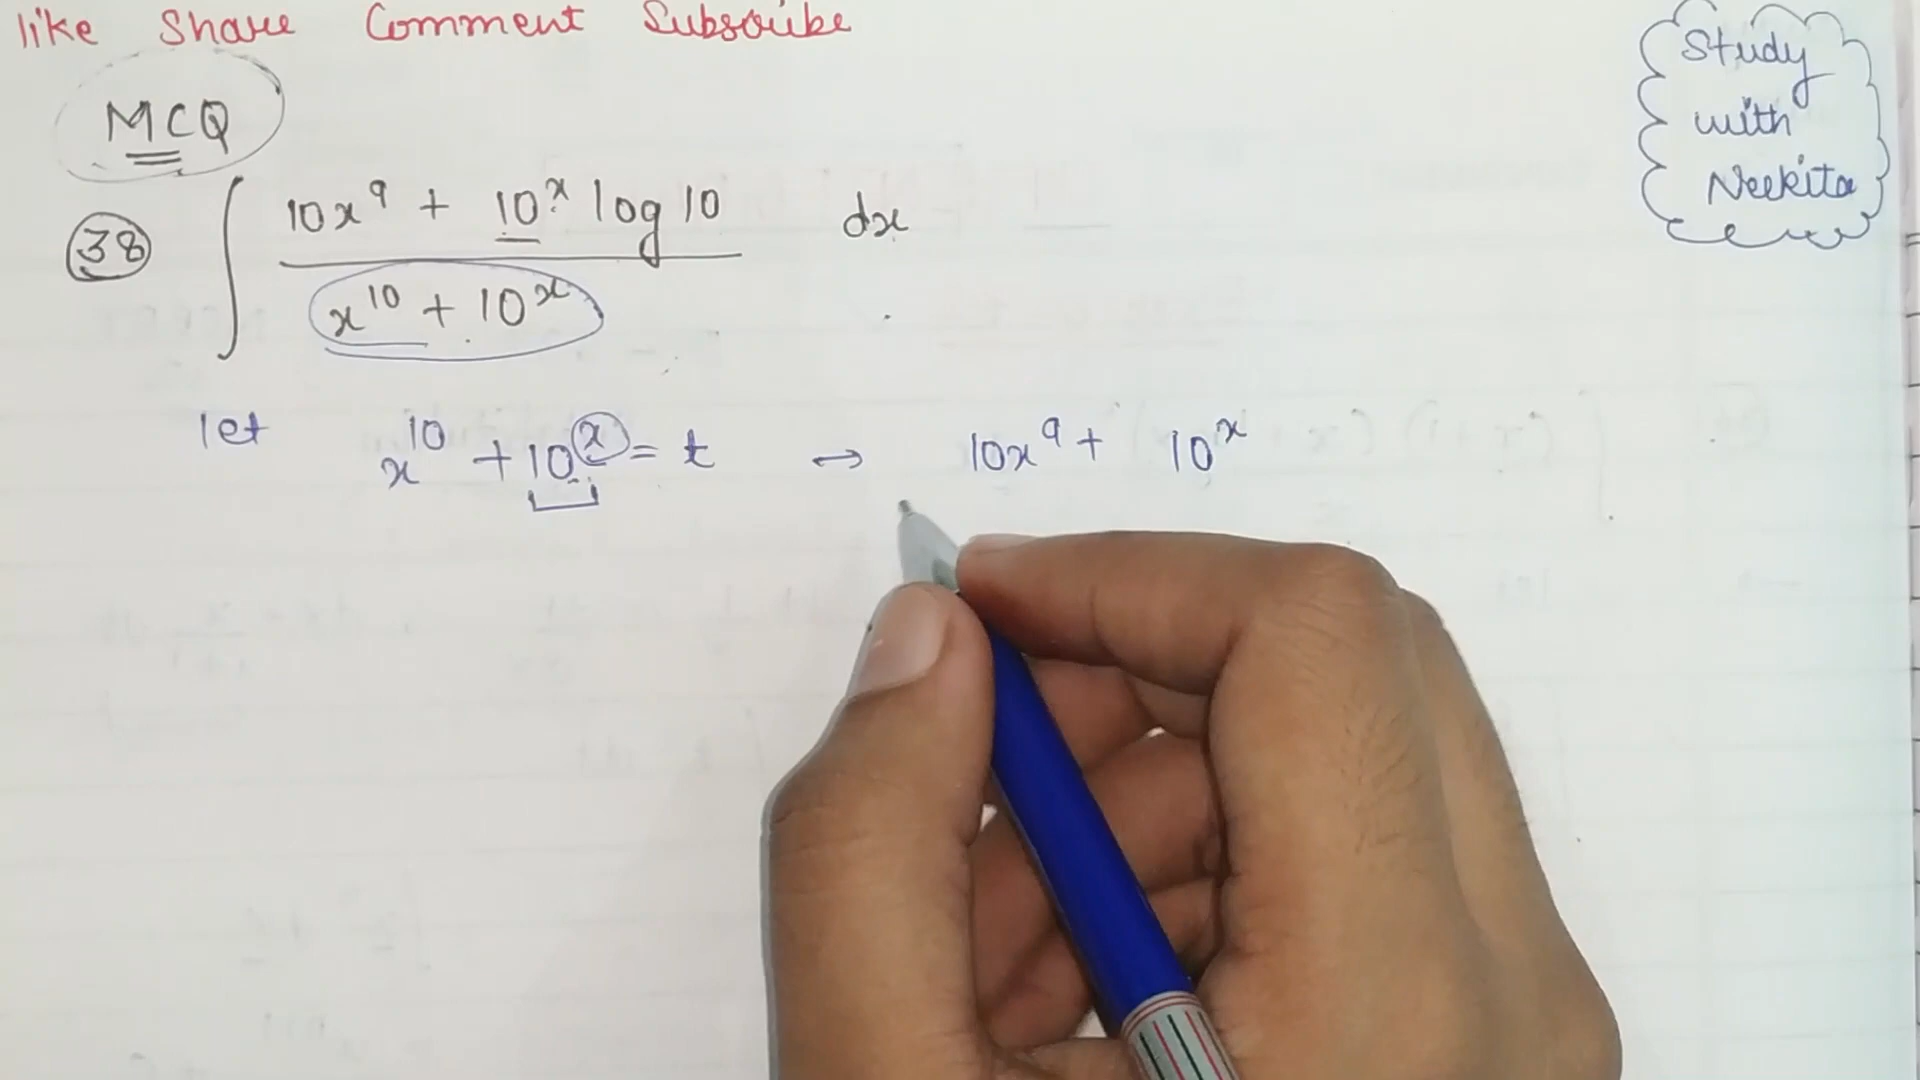 like Share Comment Subscribe
Study
with
Neekita
MCQ
38 ∫ 10x⁹ + 10ˣ log 10 dx
x¹⁰ + 10ˣ
let x¹⁰ + 10ˣ = t → 10x⁹ + 10ˣ